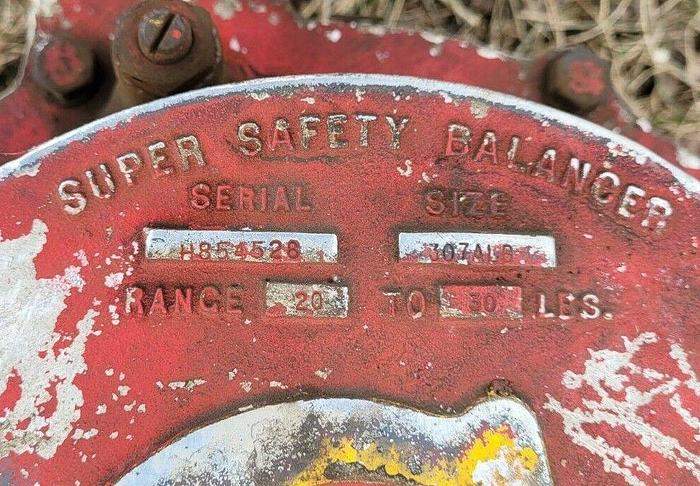 SUPER SAFETY BALANCER
SERIAL SIZE
H854528
RANGE 20 TO 30 LBS.